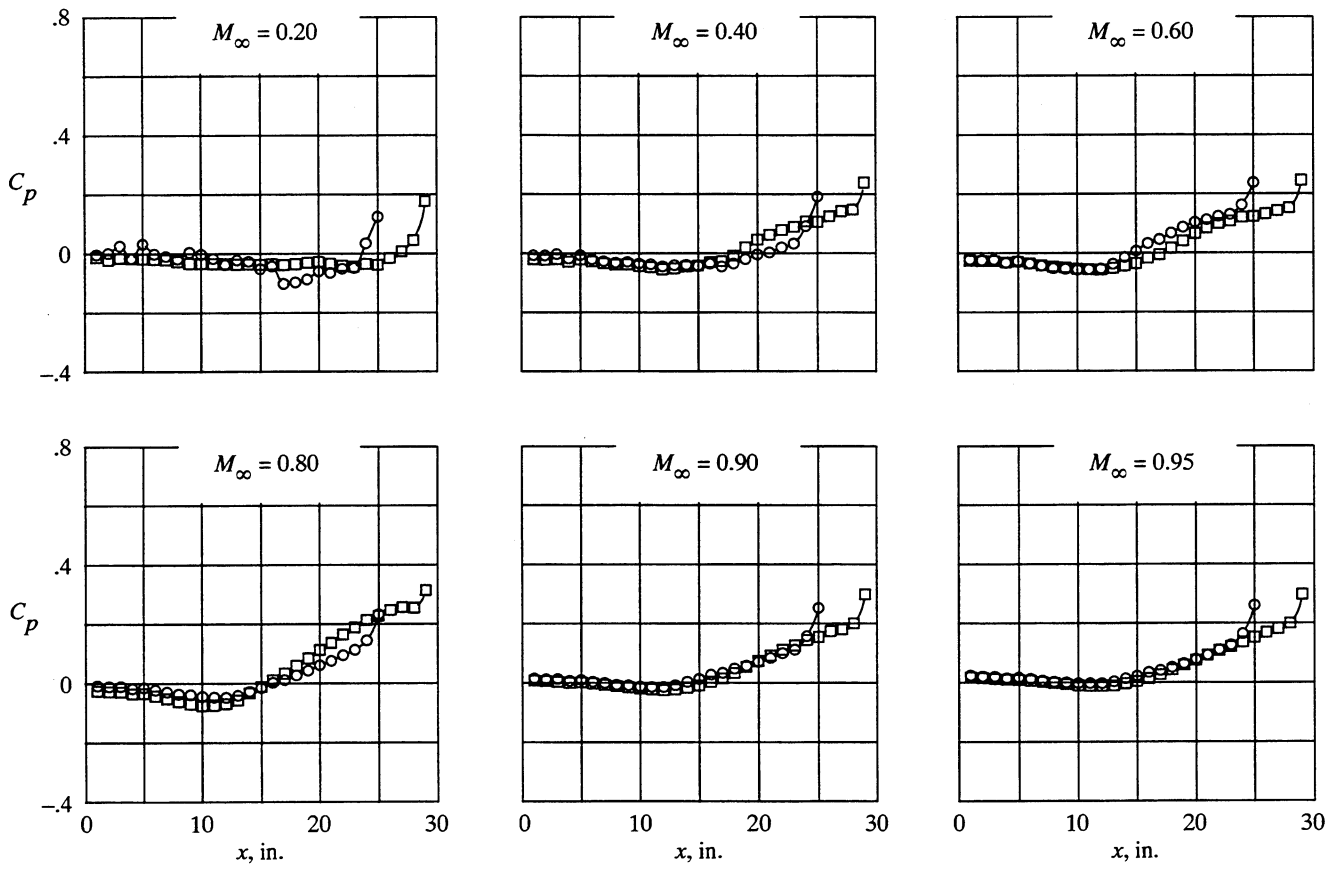 .8
M∞ = 0.20
M∞ = 0.40
M∞ = 0.60
.4
Cp
0
–.4
.8
M∞ = 0.80
M∞ = 0.90
M∞ = 0.95
.4
Cp
0
–.4
0 10 20 30
0 10 20 30
0 10 20 30
x, in.
x, in.
x, in.